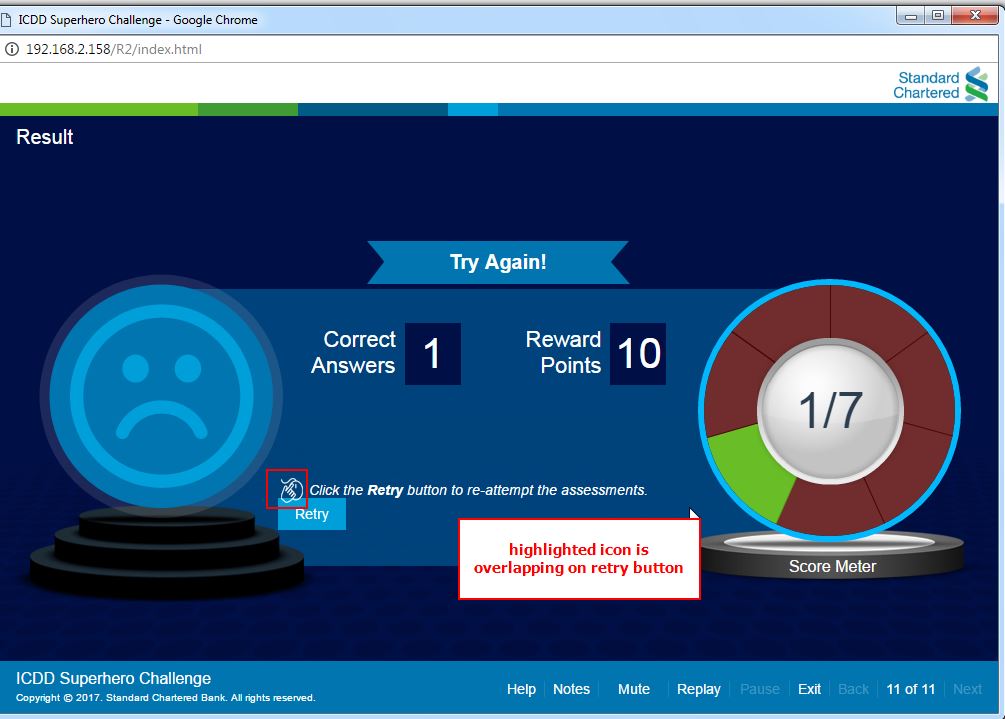 ICDD Superhero Challenge - Google Chrome
192.168.2.158/R2/index.html
Standard
Chartered
Result
Try Again!
Correct
Answers
1
Reward
Points
10
1/7
Click the Retry button to re-attempt the assessments.
Retry
highlighted icon is
overlapping on retry button
Score Meter
ICDD Superhero Challenge
Copyright © 2017. Standard Chartered Bank. All rights reserved.
Help Notes Mute Replay Pause Exit Back 11 of 11 Next